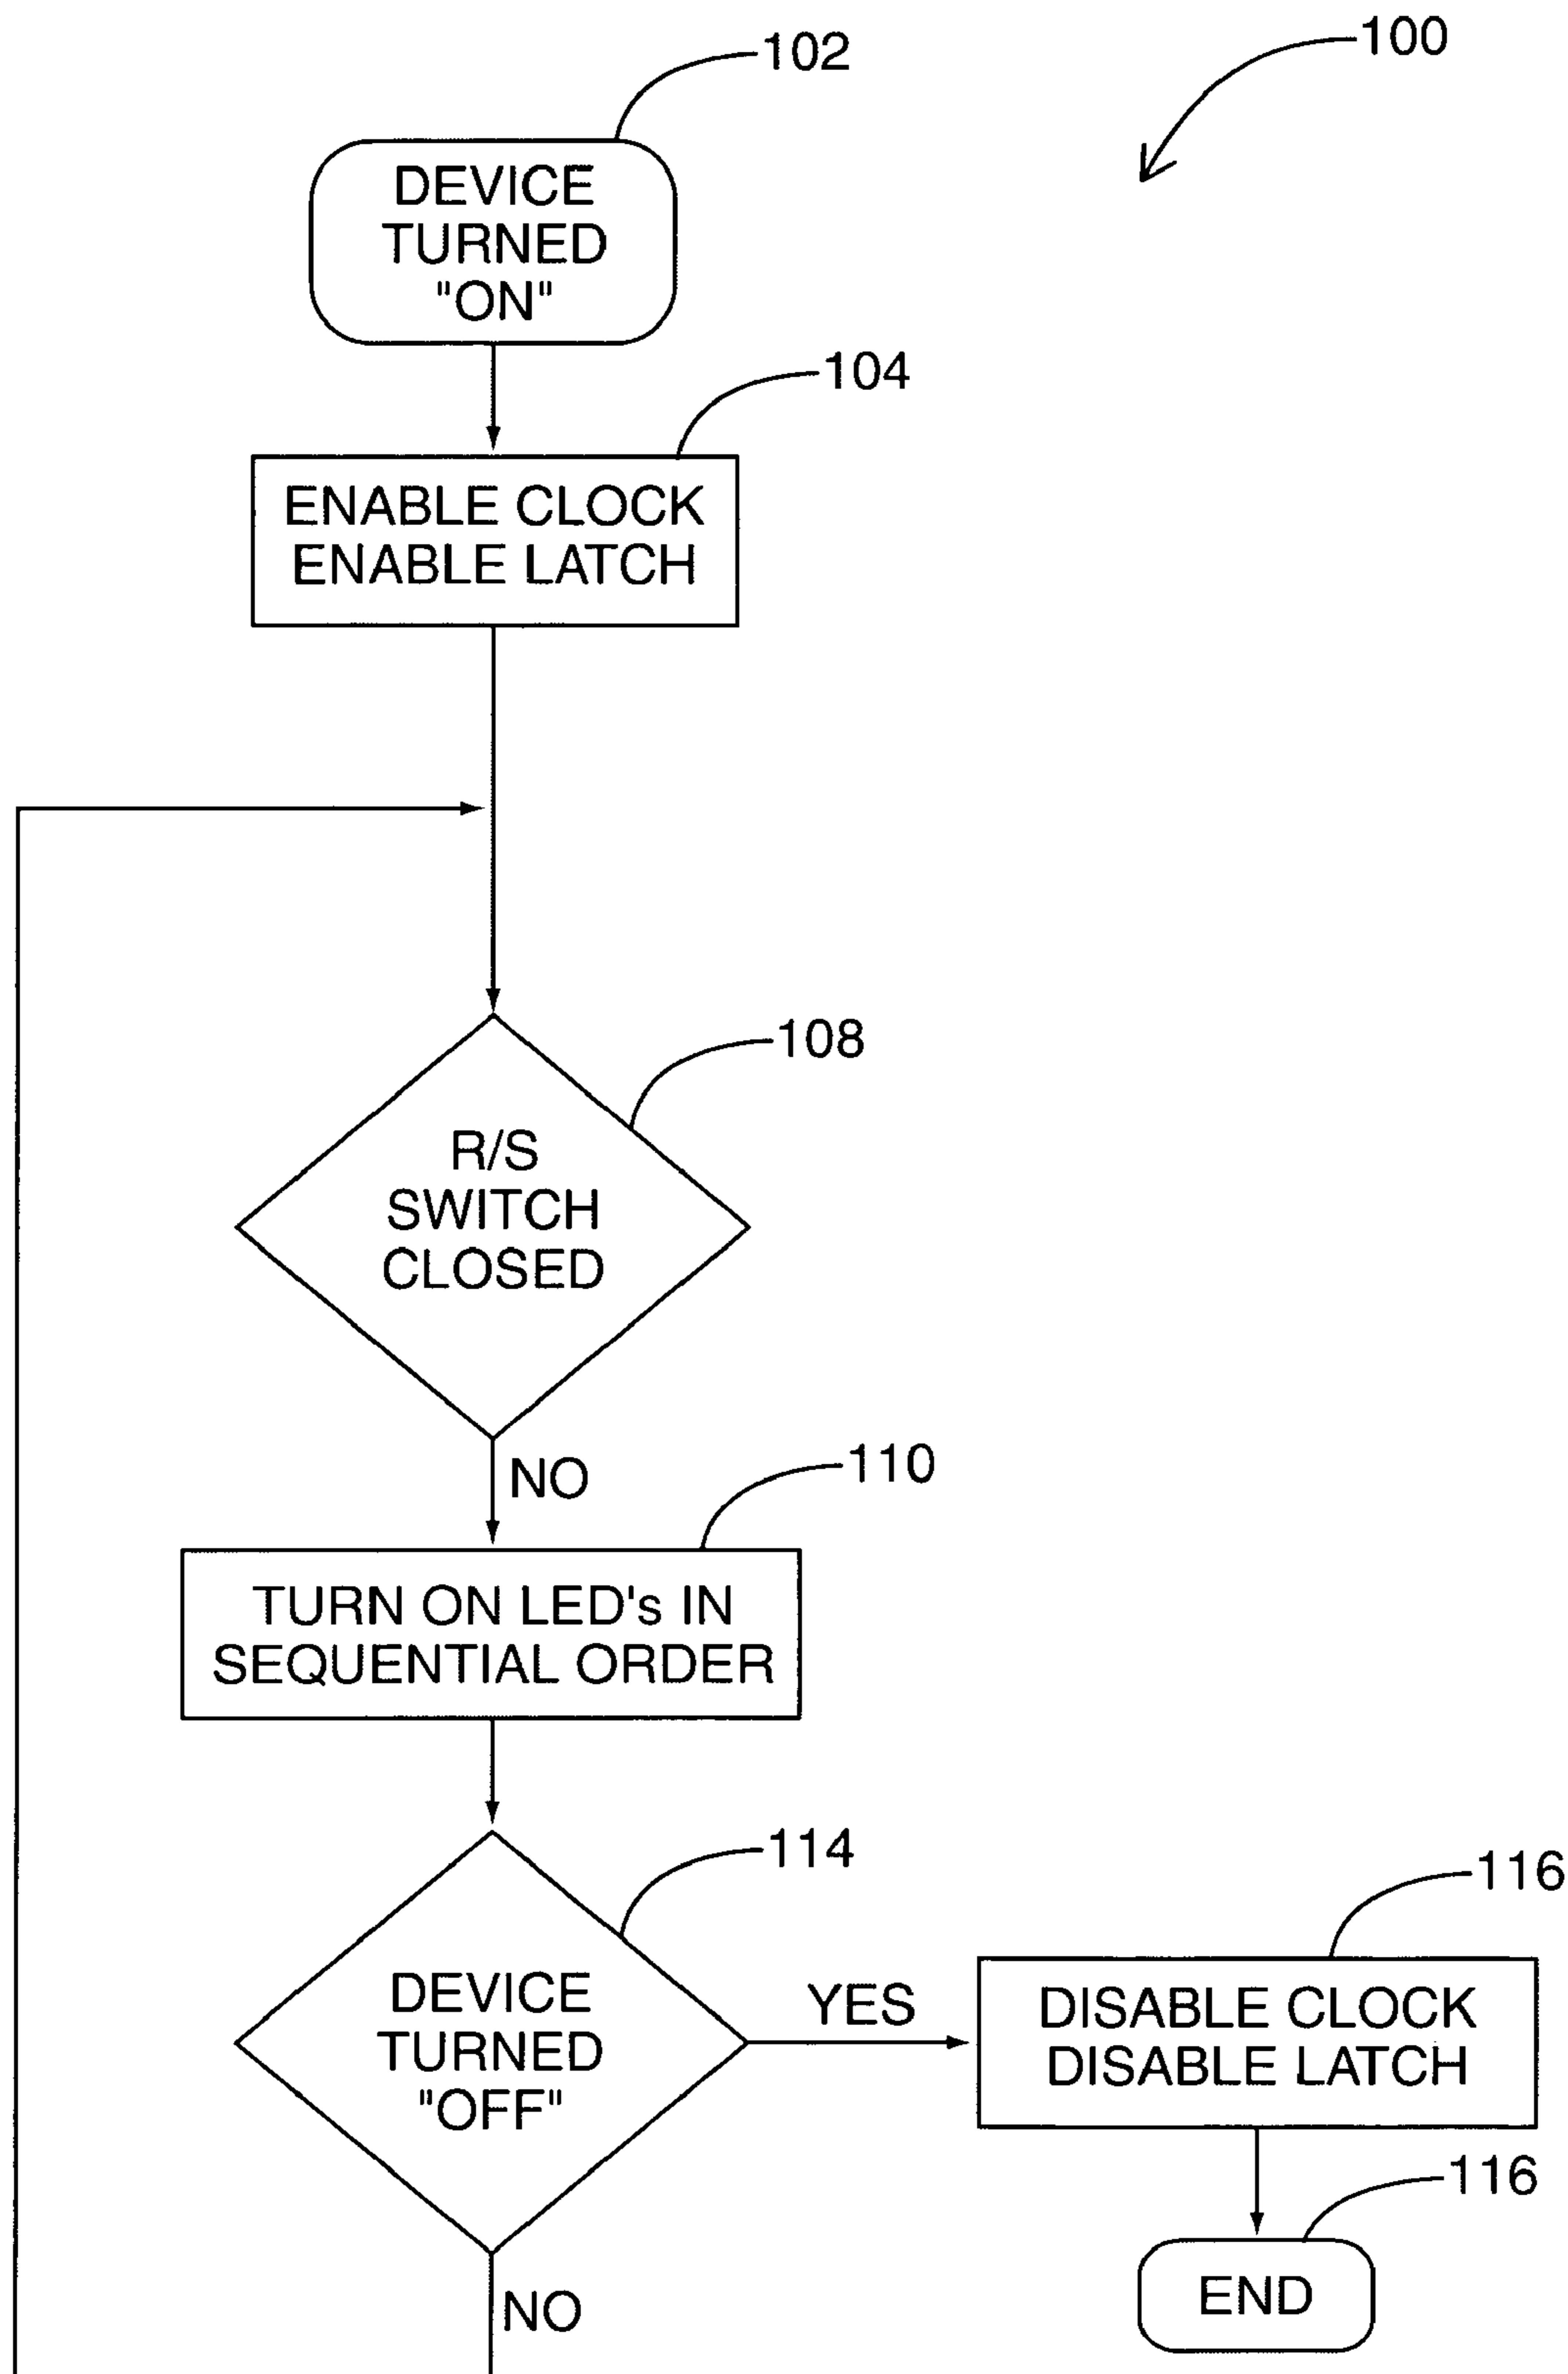 100
102
DEVICE
TURNED
"ON"
104
ENABLE CLOCK
ENABLE LATCH
108
R/S
SWITCH
CLOSED
NO
110
TURN ON LED's IN
SEQUENTIAL ORDER
114
DEVICE
TURNED
"OFF"
YES
116
DISABLE CLOCK
DISABLE LATCH
116
END
NO